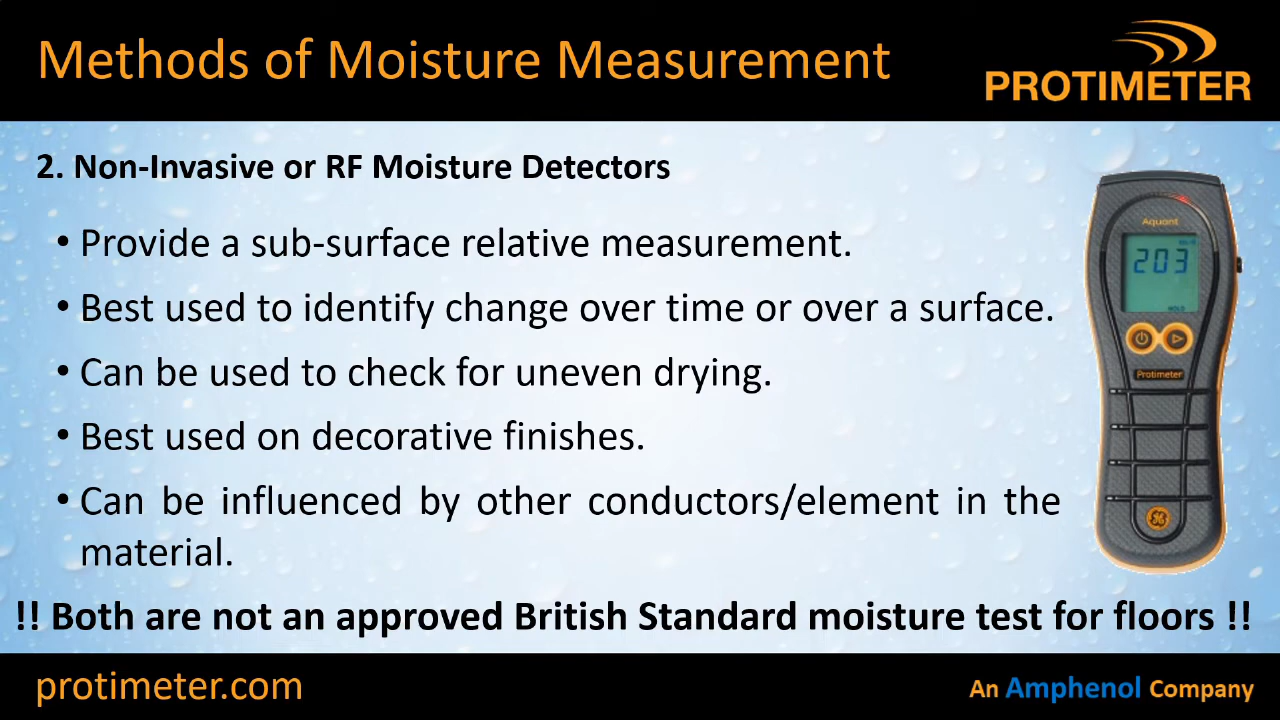 Methods of Moisture Measurement
PROTIMETER
2. Non-Invasive or RF Moisture Detectors
• Provide a sub-surface relative measurement.
• Best used to identify change over time or over a surface.
• Can be used to check for uneven drying.
• Best used on decorative finishes.
• Can be influenced by other conductors/element in the
material.
Aquant
203
HOLD
Protimeter
!! Both are not an approved British Standard moisture test for floors !!
protimeter.com
An Amphenol Company